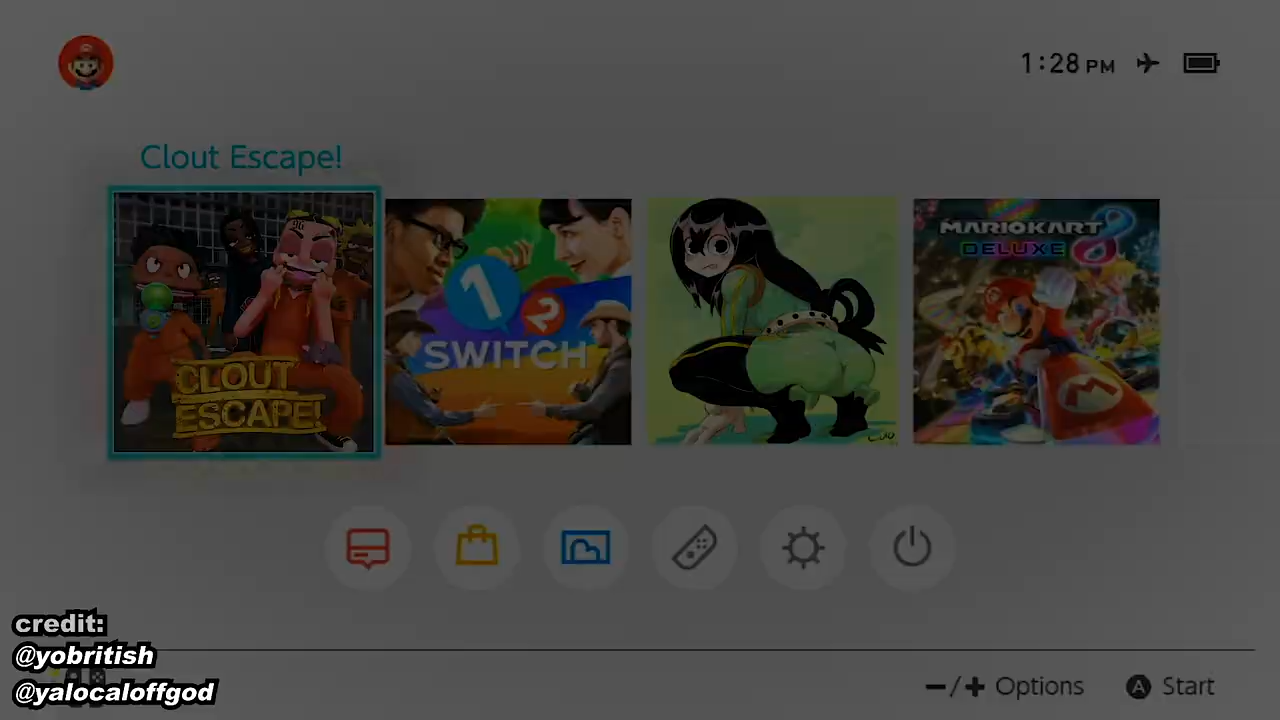 1:28 PM
Clout Escape!
CLOUT
ESCAPE!
1
2
SWITCH
MARIOKART
8
DELUXE
credit:
@yobritish
@yalocaloffgod
−/+ Options
A Start